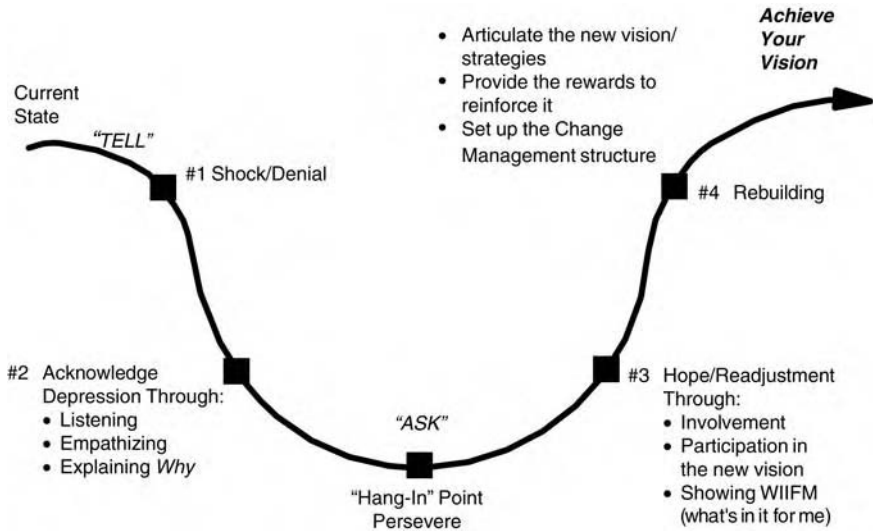 Current
State
“TELL”
#1 Shock/Denial
#2 Acknowledge
Depression Through:
• Listening
• Empathizing
• Explaining Why
“ASK”
“Hang-In” Point
Persevere
#3 Hope/Readjustment
Through:
• Involvement
• Participation in
the new vision
• Showing WIIFM
(what's in it for me)
#4 Rebuilding
• Articulate the new vision/
strategies
• Provide the rewards to
reinforce it
• Set up the Change
Management structure
Achieve
Your
Vision